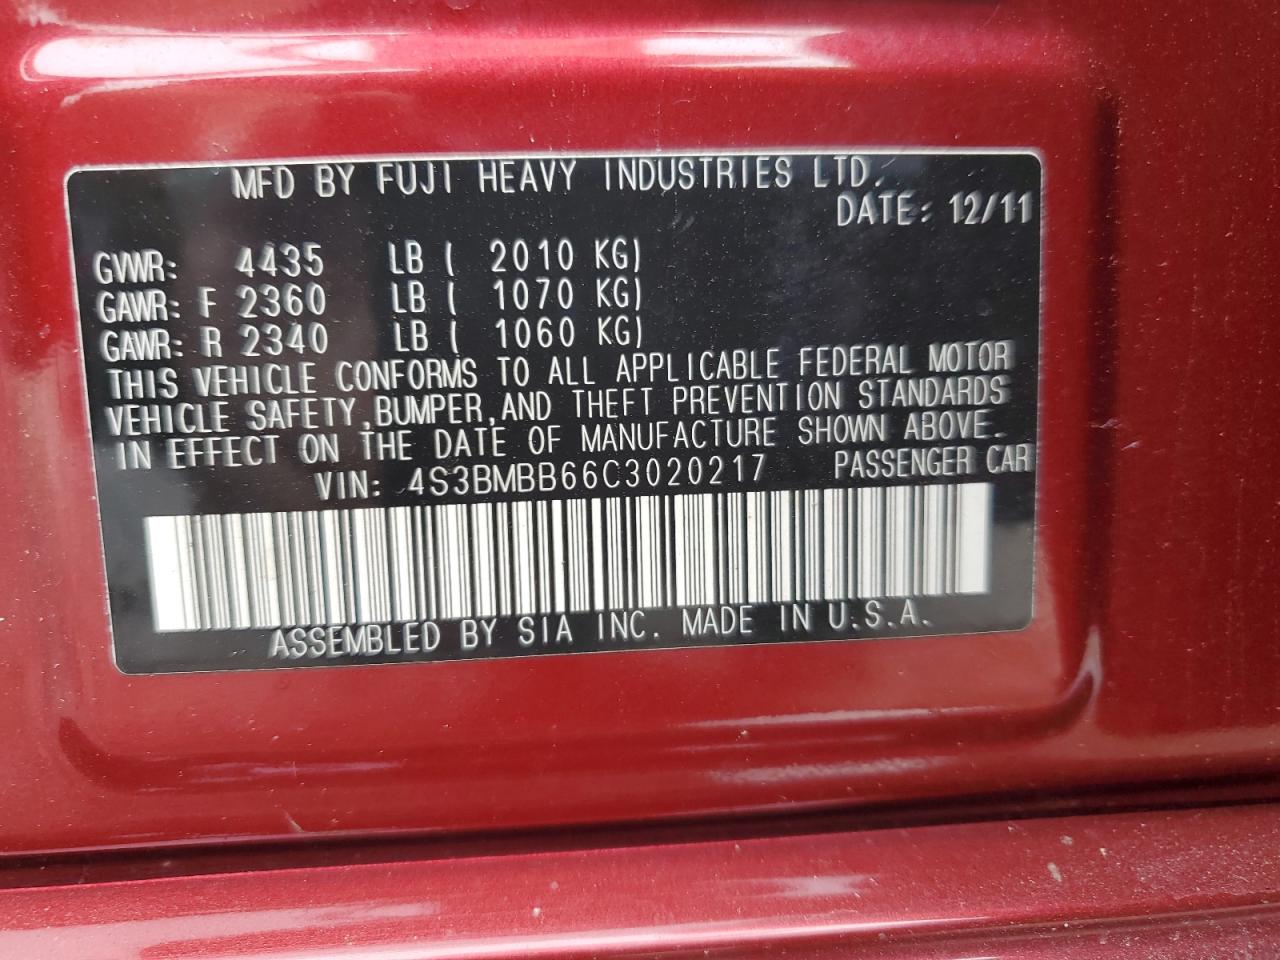 MFD BY FUJI HEAVY INDUSTRIES LTD.
DATE: 12/11
GVWR: 4435 LB ( 2010 KG)
GAWR: F 2360 LB ( 1070 KG)
GAWR: R 2340 LB ( 1060 KG)
THIS VEHICLE CONFORMS TO ALL APPLICABLE FEDERAL MOTOR
VEHICLE SAFETY,BUMPER,AND THEFT PREVENTION STANDARDS
IN EFFECT ON THE DATE OF MANUFACTURE SHOWN ABOVE.
VIN: 4S3BMBB66C3020217 PASSENGER CAR
ASSEMBLED BY SIA INC. MADE IN U.S.A.